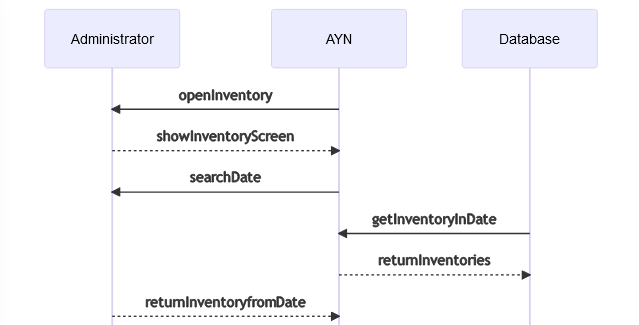 Administrator AYN Database
openInventory
showInventoryScreen
searchDate
getInventoryInDate
returnInventories
returnInventoryfromDate